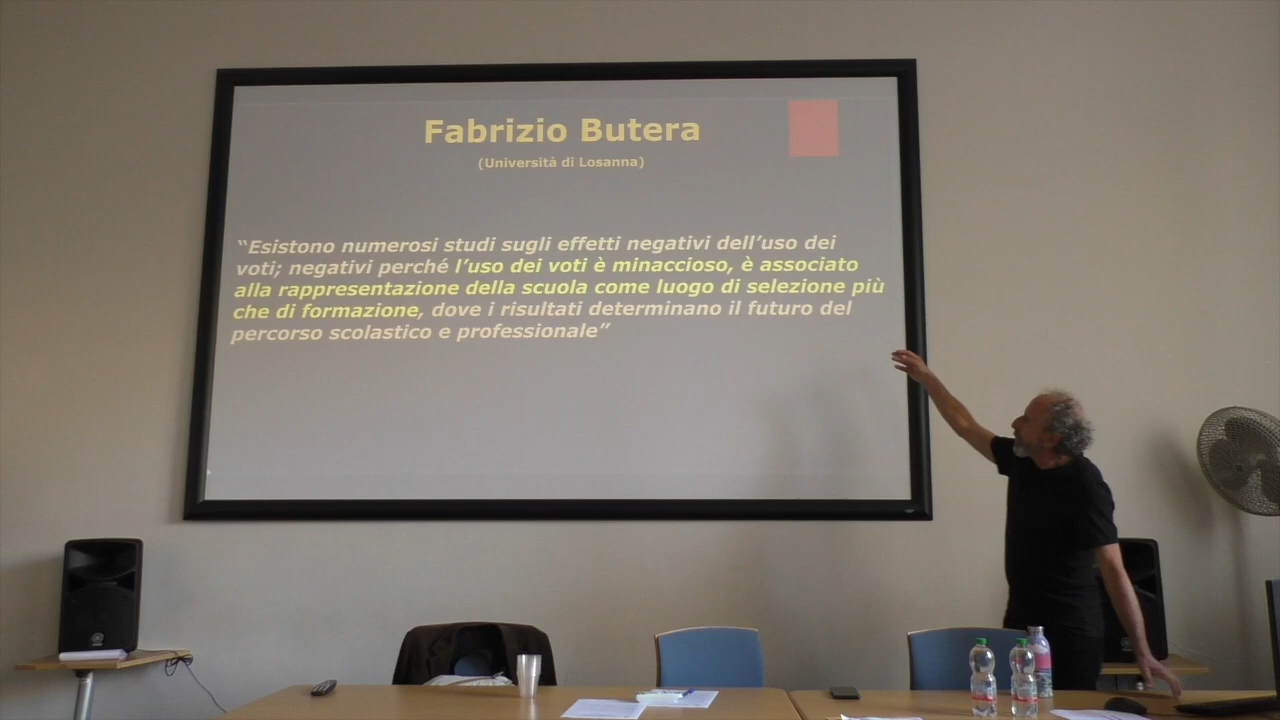 Fabrizio Butera
(Università di Losanna)
“Esistono numerosi studi sugli effetti negativi dell’uso dei
voti; negativi perché l’uso dei voti è minaccioso, è associato
alla rappresentazione della scuola come luogo di selezione più
che di formazione, dove i risultati determinano il futuro del
percorso scolastico e professionale”